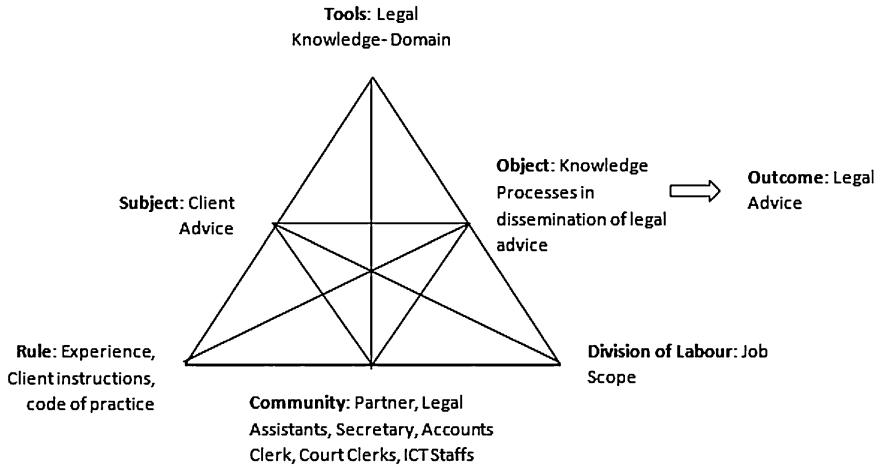 Tools: Legal
Knowledge- Domain
Subject: Client
Advice
Object: Knowledge
Processes in
dissemination of legal
advice
Outcome: Legal
Advice
Rule: Experience,
Client instructions,
code of practice
Community: Partner, Legal
Assistants, Secretary, Accounts
Clerk, Court Clerks, ICT Staffs
Division of Labour: Job
Scope